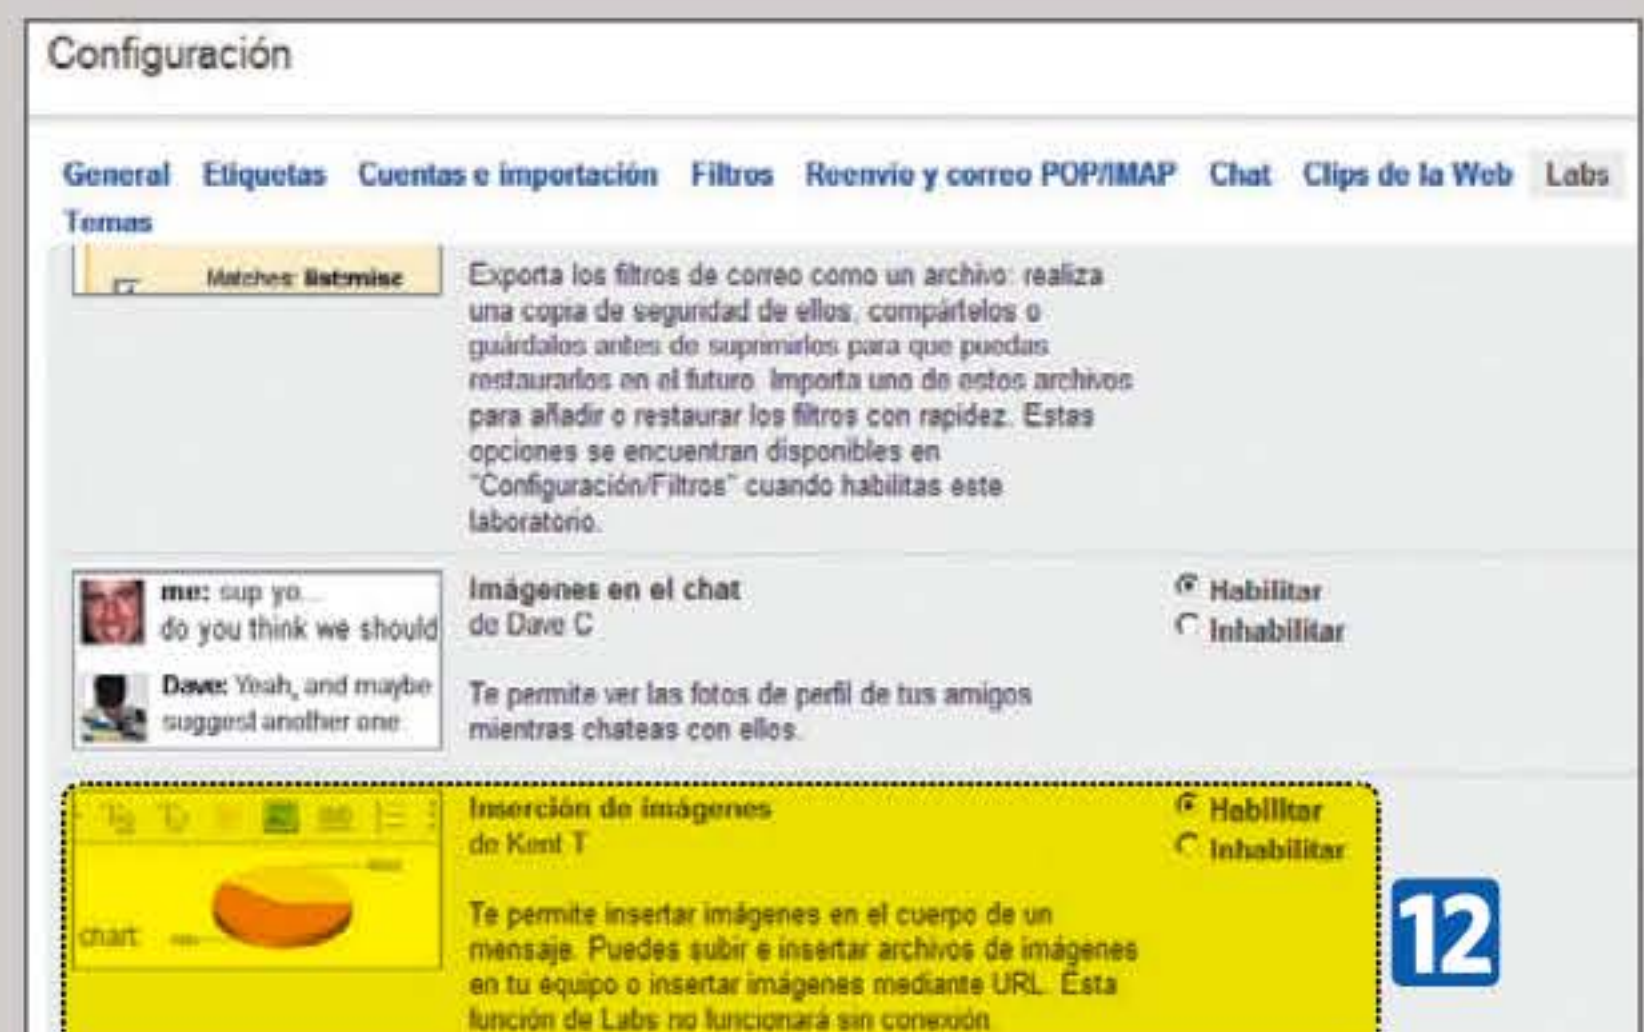 Configuración
General Etiquetas Cuentas e importación Filtros Reenvío y correo POP/IMAP Chat Clips de la Web Labs
Temas
Matches: list:misc
Exporta los filtros de correo como un archivo: realiza
una copia de seguridad de ellos, compártelos o
guárdalos antes de suprimirlos para que puedas
restaurarlos en el futuro. Importa uno de estos archivos
para añadir o restaurar los filtros con rapidez. Estas
opciones se encuentran disponibles en
"Configuración/Filtros" cuando habilitas este
laboratorio.
me: sup yo...
do you think we should
Dave: Yeah, and maybe
suggest another one
Imágenes en el chat
de Dave C
Te permite ver las fotos de perfil de tus amigos
mientras chateas con ellos.
Habilitar
Inhabilitar
chart:
Inserción de imágenes
de Kent T
Te permite insertar imágenes en el cuerpo de un
mensaje. Puedes subir e insertar archivos de imágenes
en tu equipo o insertar imágenes mediante URL. Esta
función de Labs no funcionará sin conexión.
Habilitar
Inhabilitar
12